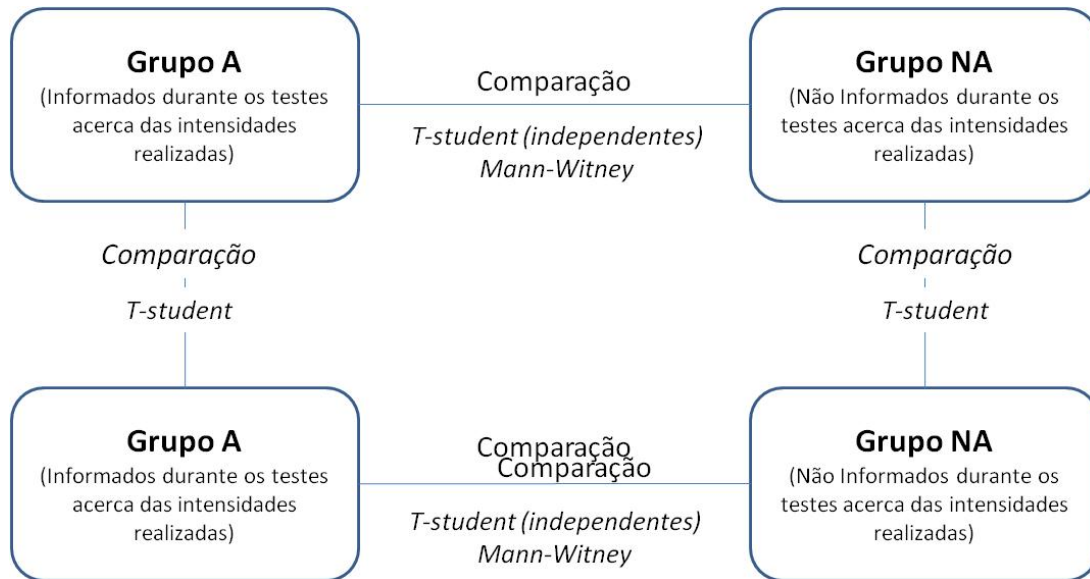 Grupo A
(Informados durante os testes
acerca das intensidades
realizadas)
Comparação
T-student (independentes)
Mann-Witney
Grupo NA
(Não Informados durante os
testes acerca das intensidades
realizadas)
Comparação
T-student
Comparação
T-student
Grupo A
(Informados durante os testes
acerca das intensidades
realizadas)
Comparação
Comparação
T-student (independentes)
Mann-Witney
Grupo NA
(Não Informados durante os
testes acerca das intensidades
realizadas)